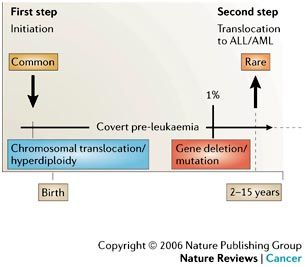 First step
Initiation
Second step
Translocation
to ALL/AML
Common
Rare
1%
Covert pre-leukaemia
Chromosomal translocation/
hyperdiploidy
Gene deletion/
mutation
Birth
2–15 years
Copyright © 2006 Nature Publishing Group
Nature Reviews | Cancer